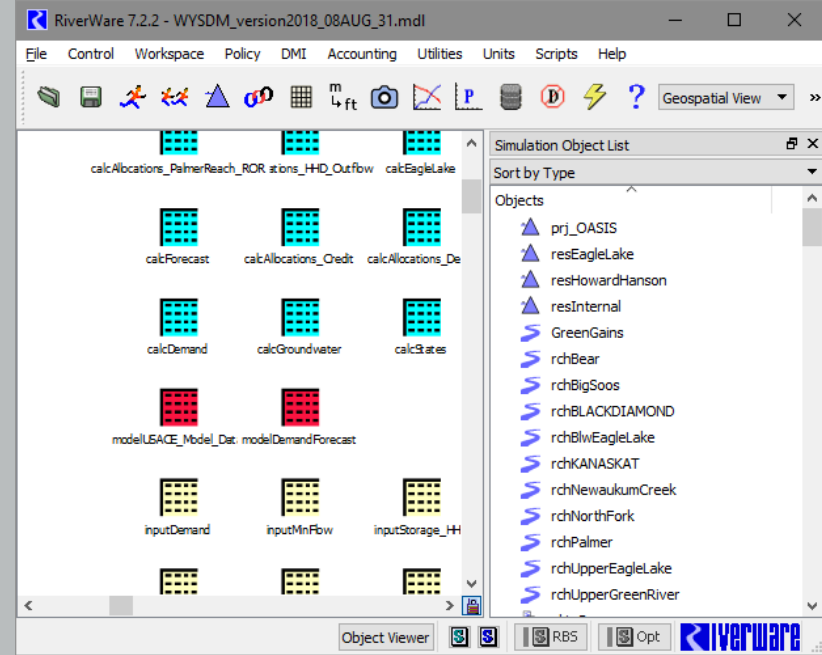 RiverWare 7.2.2 - WYSDM_version2018_08AUG_31.mdl
File Control Workspace Policy DMI Accounting Utilities Units Scripts Help
m ft P D ? Geospatial View »
calcAllocations_PalmerReach_ROR ations_HHD_Outflow calcEagleLake
calcForecast calcAllocations_Credit calcAllocations_De
calcDemand calcGroundwater calcStates
modelUSACE_Model_Dat. modelDemandForecast
inputDemand inputMinFlow inputStorage_HH
Simulation Object List
Sort by Type
Objects
prj_OASIS
resEagleLake
resHowardHanson
resInternal
GreenGains
rchBear
rchBigSoos
rchBLACKDIAMOND
rchBlwEagleLake
rchKANASKAT
rchNewaukumCreek
rchNorthFork
rchPalmer
rchUpperEagleLake
rchUpperGreenRiver
Object Viewer S S S RBS S Opt Riverware